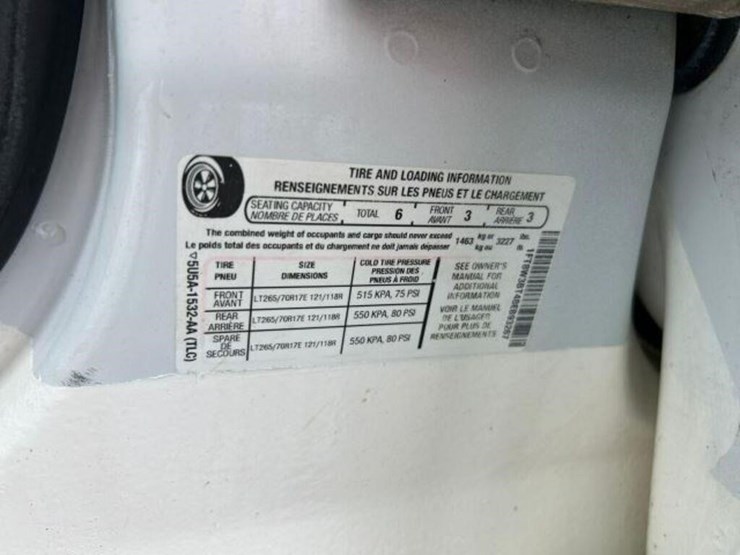 TIRE AND LOADING INFORMATION
RENSEIGNEMENTS SUR LES PNEUS ET LE CHARGEMENT
SEATING CAPACITY
NOMBRE DE PLACES
TOTAL 6
FRONT
AVANT 3
REAR
ARRIÈRE 3
The combined weight of occupants and cargo should never exceed 1463 kg or 3227 lbs.
Le poids total des occupants et du chargement ne doit jamais dépasser kg ou lb
TIRE
PNEU
SIZE
DIMENSIONS
COLD TIRE PRESSURE
PRESSION DES
PNEUS À FROID
FRONT
AVANT
LT265/70R17E 121/118R
515 KPA, 75 PSI
REAR
ARRIÈRE
LT265/70R17E 121/118R
550 KPA, 80 PSI
SPARE
DE
SECOURS
LT265/70R17E 121/118R
550 KPA, 80 PSI
SEE OWNER'S
MANUAL FOR
ADDITIONAL
INFORMATION
VOIR LE MANUEL
DE L'USAGER
POUR PLUS DE
RENSEIGNEMENTS
5U5A-1532-AA (TLC)